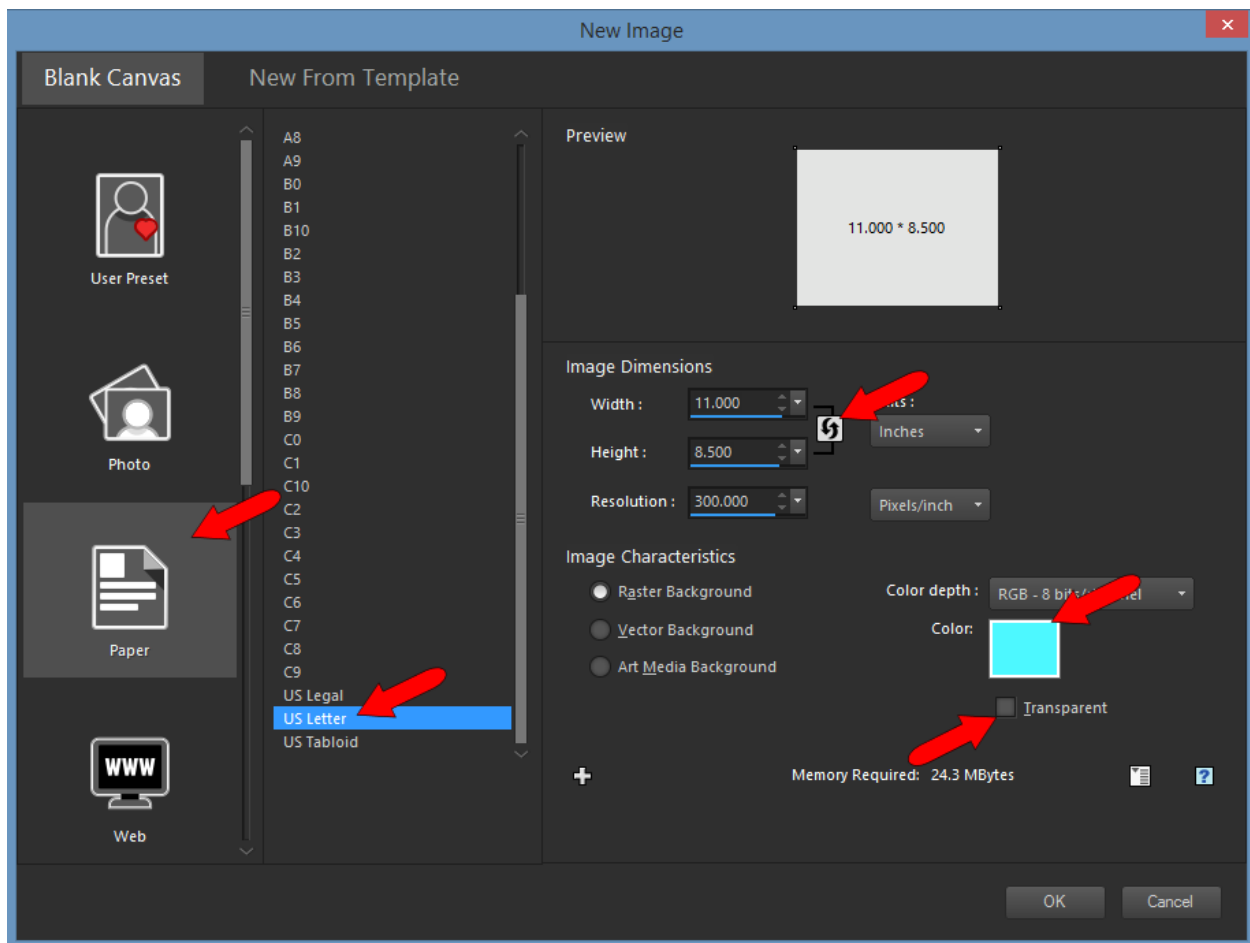 New Image
Blank Canvas
New From Template
User Preset
Photo
Paper
WWW
Web
A8
A9
B0
B1
B10
B2
B3
B4
B5
B6
B7
B8
B9
C0
C1
C10
C2
C3
C4
C5
C6
C7
C8
C9
US Legal
US Letter
US Tabloid
Preview
11.000 * 8.500
Image Dimensions
Width : 11.000
Inches
Height : 8.500
Resolution : 300.000 Pixels/inch
Image Characteristics
Raster Background
Vector Background
Art Media Background
Color depth : RGB - 8
Color:
Transparent
Memory Required: 24.3 MBytes
?
OK Cancel